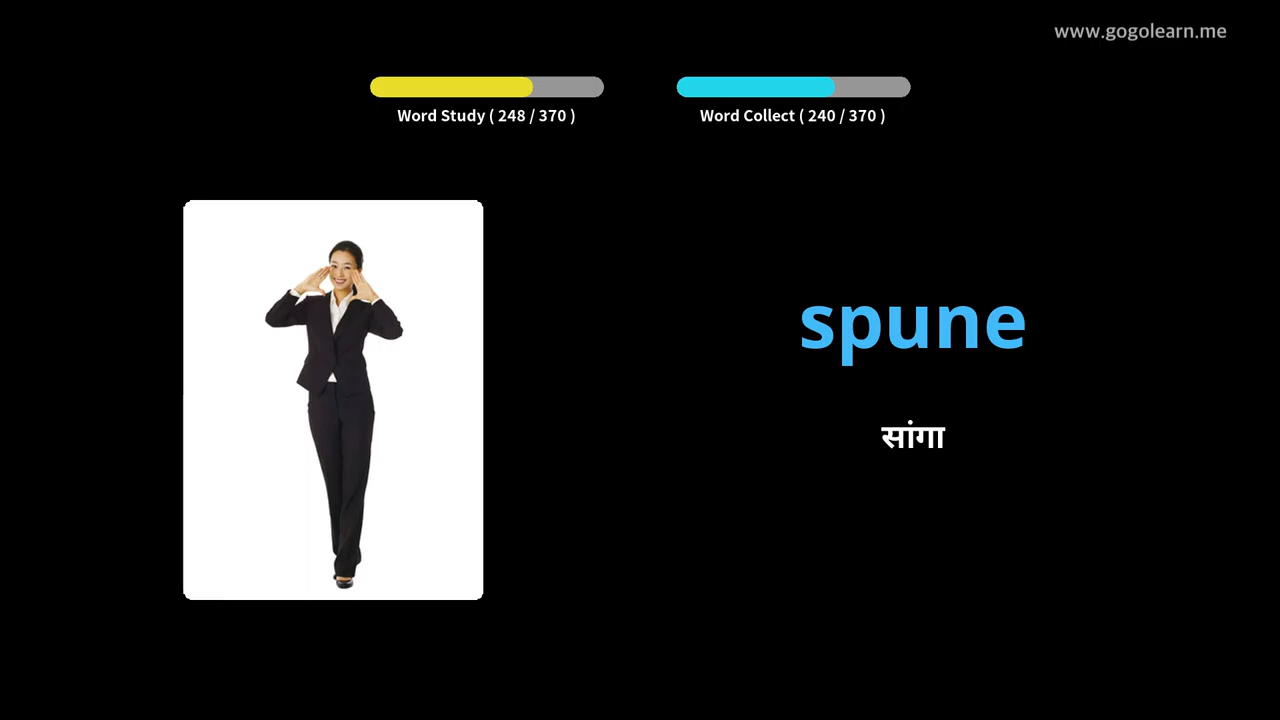 www.gogolearn.me
Word Study ( 248 / 370 )
Word Collect ( 240 / 370 )
spune
सांगा